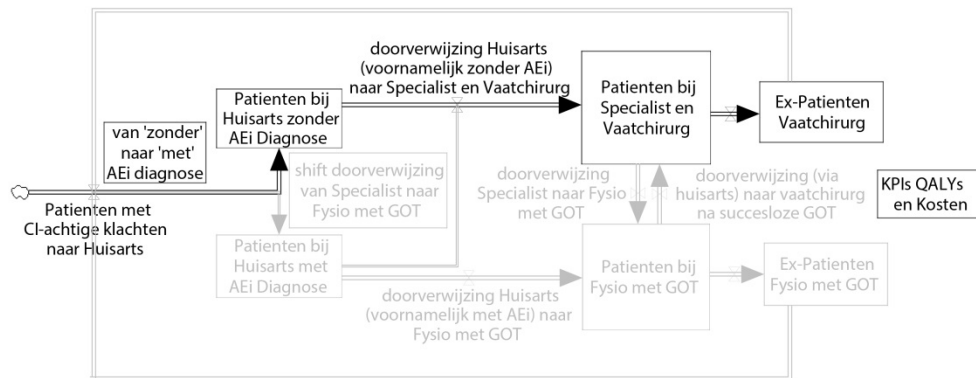 doorverwijzing Huisarts
(voornamelijk zonder AEi)
naar Specialist en Vaatchirurg
Patienten bij
Specialist en
Vaatchirurg
Ex-Patienten
Vaatchirurg
Patienten bij
Huisarts zonder
AEi Diagnose
van 'zonder'
naar 'met'
AEi diagnose
shift doorverwijzing
van Specialist naar
Fysio met GOT
doorverwijzing
Specialist naar Fysio
met GOT
doorverwijzing (via
huisarts) naar vaatchirurg
na succesloze GOT
KPIs QALYs
en Kosten
Patienten met
CI-achtige klachten
naar Huisarts
Patienten bij
Huisarts met
AEi Diagnose
Patienten bij
Fysio met GOT
Ex-Patienten
Fysio met GOT
doorverwijzing Huisarts
(voornamelijk met AEi) naar
Fysio met GOT